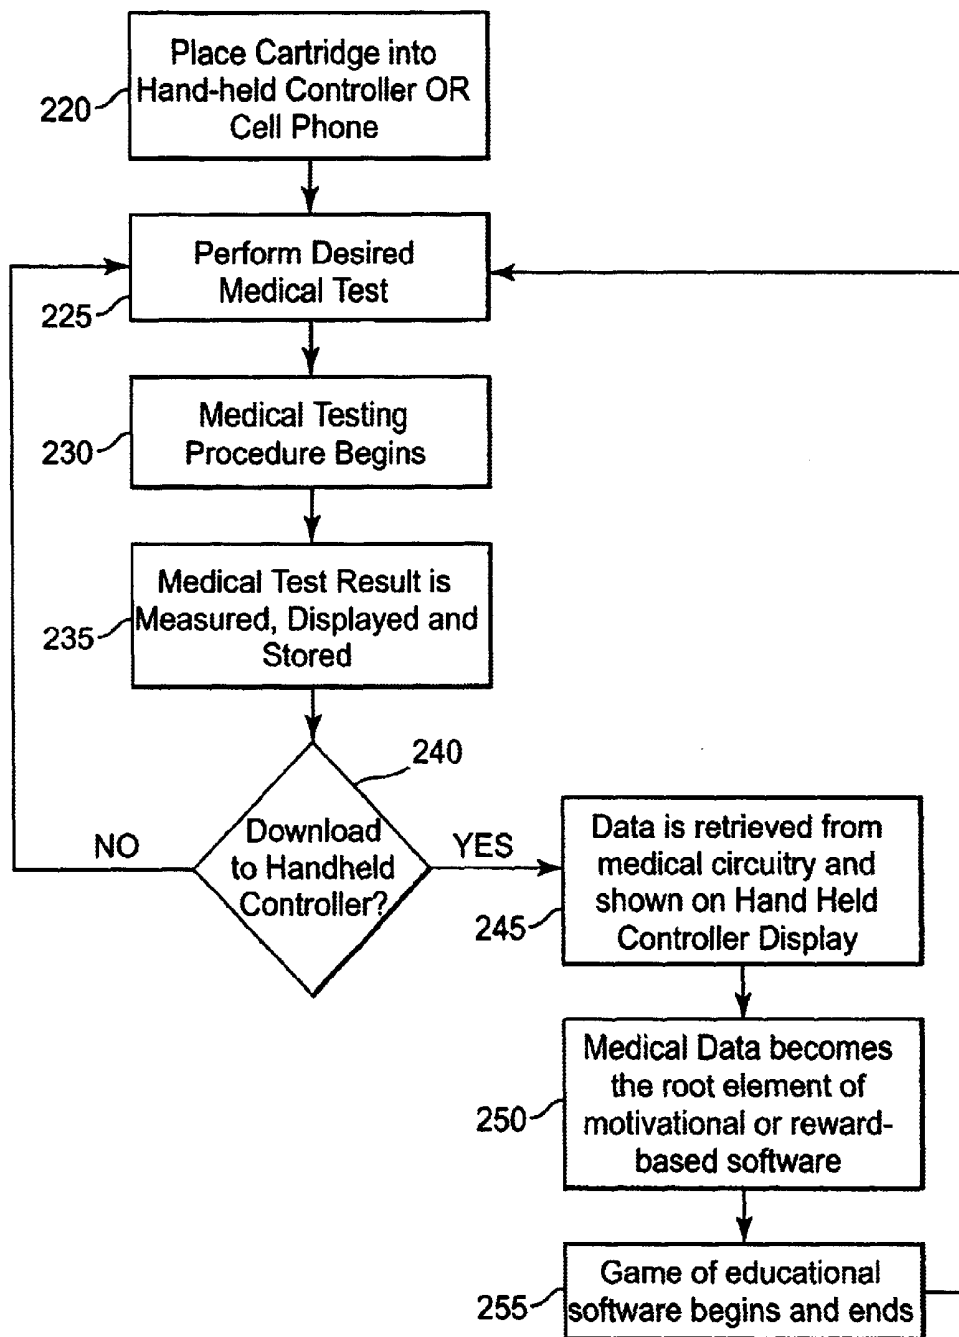 Place Cartridge into
Hand-held Controller OR
Cell Phone
220
Perform Desired
Medical Test
225
Medical Testing
Procedure Begins
230
Medical Test Result is
Measured, Displayed and
Stored
235
240
Download
to Handheld
Controller?
NO
YES
Data is retrieved from
medical circuitry and
shown on Hand Held
Controller Display
245
Medical Data becomes
the root element of
motivational or reward-
based software
250
Game of educational
software begins and ends
255